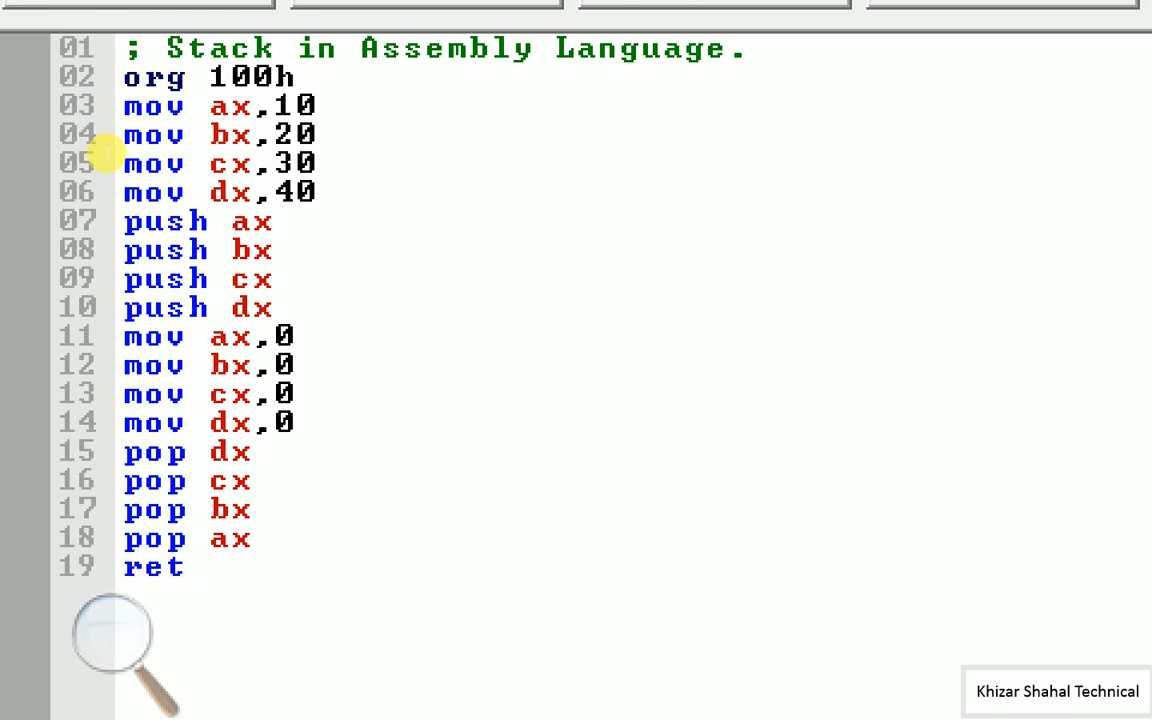 01 ; Stack in Assembly Language.
02 org 100h
03 mov ax,10
04 mov bx,20
05 mov cx,30
06 mov dx,40
07 push ax
08 push bx
09 push cx
10 push dx
11 mov ax,0
12 mov bx,0
13 mov cx,0
14 mov dx,0
15 pop dx
16 pop cx
17 pop bx
18 pop ax
19 ret
Khizar Shahal Technical